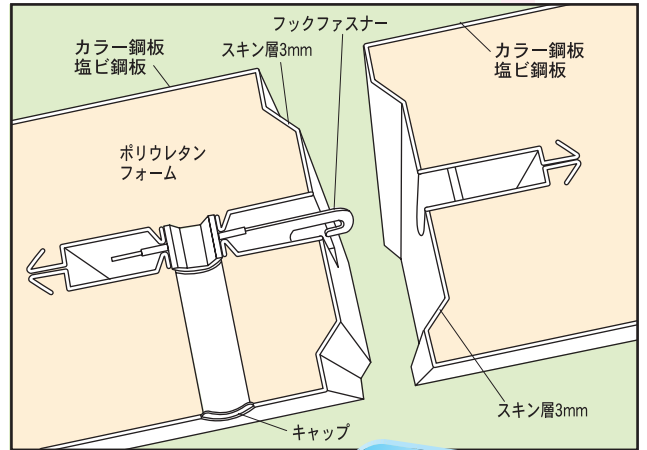 フックファスナー
カラー鋼板
塩ビ鋼板
スキン層3mm
カラー鋼板
塩ビ鋼板
ポリウレタン
フォーム
スキン層3mm
キャップ